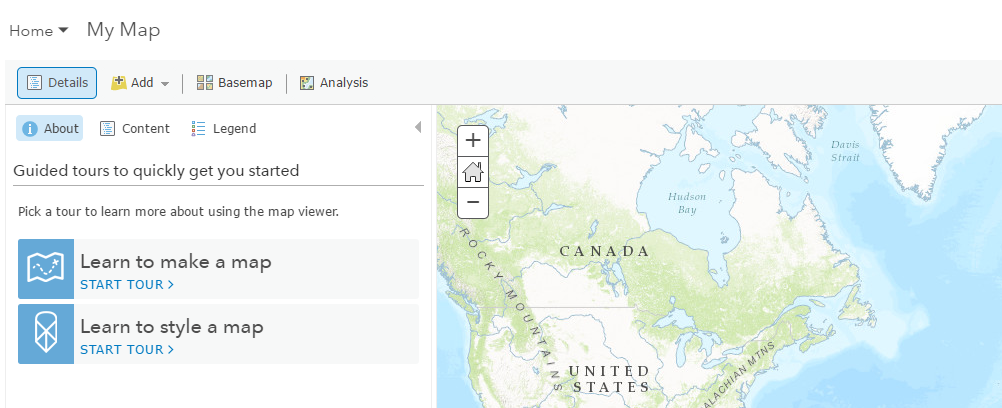 Home My Map
Details Add Basemap Analysis
About Content Legend
Guided tours to quickly get you started
Pick a tour to learn more about using the map viewer.
Learn to make a map
START TOUR >
Learn to style a map
START TOUR >
+
−
Davis
Strait
Hudson
Bay
CANADA
ROCKY MOUNTAINS
UNITED
STATES
ALACHIAN MTNS